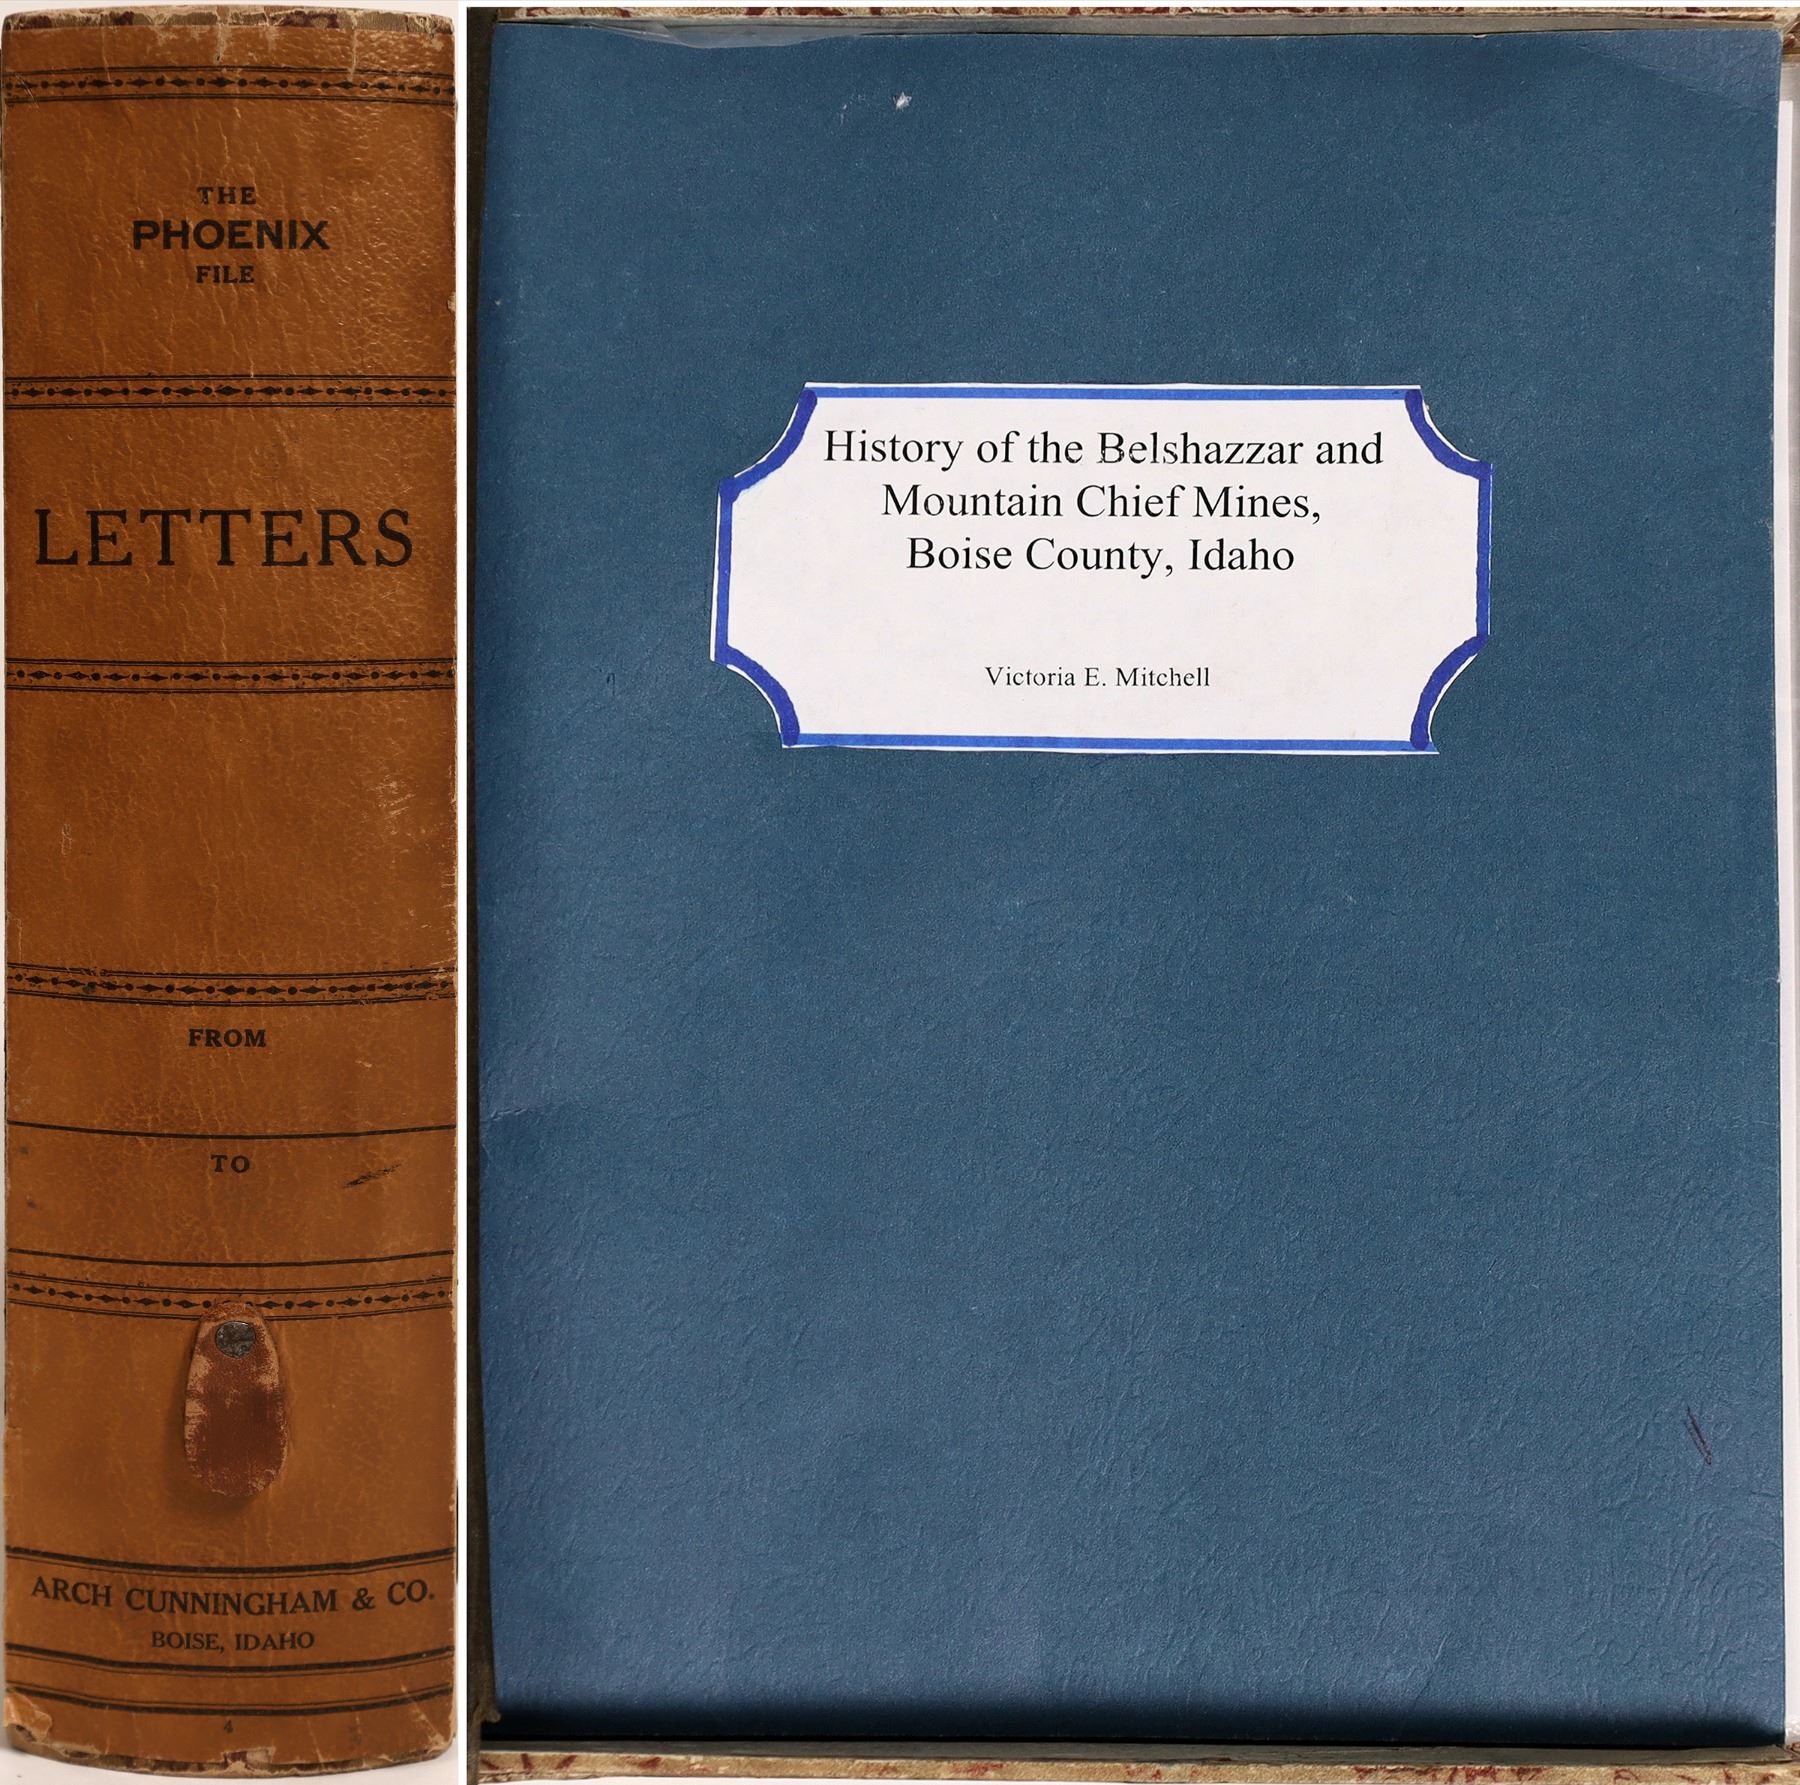 THE
PHOENIX
FILE
LETTERS
FROM
TO
ARCH CUNNINGHAM & CO.
BOISE, IDAHO
4
History of the Belshazzar and
Mountain Chief Mines,
Boise County, Idaho
Victoria E. Mitchell